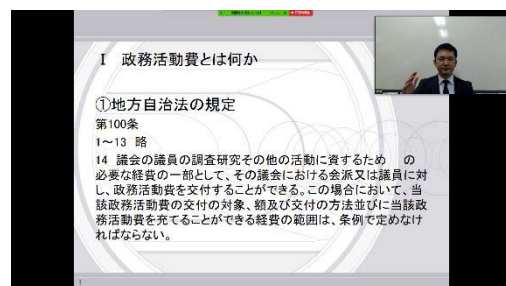 Ⅰ 政務活動費とは何か
①地方自治法の規定
第100条
1～13 略
14 議会の議員の調査研究その他の活動に資するため の
必要な経費の一部として、その議会における会派又は議員に対
し、政務活動費を交付することができる。この場合において、当
該政務活動費の交付の対象、額及び交付の方法並びに当該政
務活動費を充てることができる経費の範囲は、条例で定めなけ
ればならない。
1